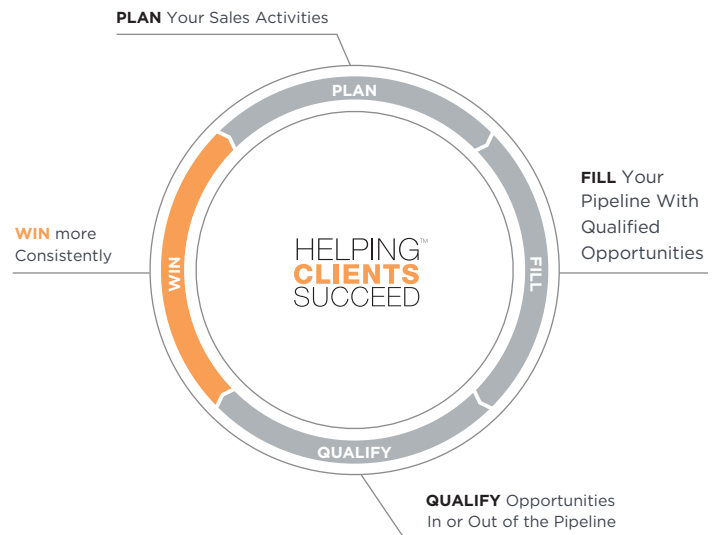 PLAN Your Sales Activities
PLAN
FILL Your
Pipeline With
Qualified
Opportunities
WIN more
Consistently
WIN
HELPING™
CLIENTS
SUCCEED
FILL
QUALIFY
QUALIFY Opportunities
In or Out of the Pipeline